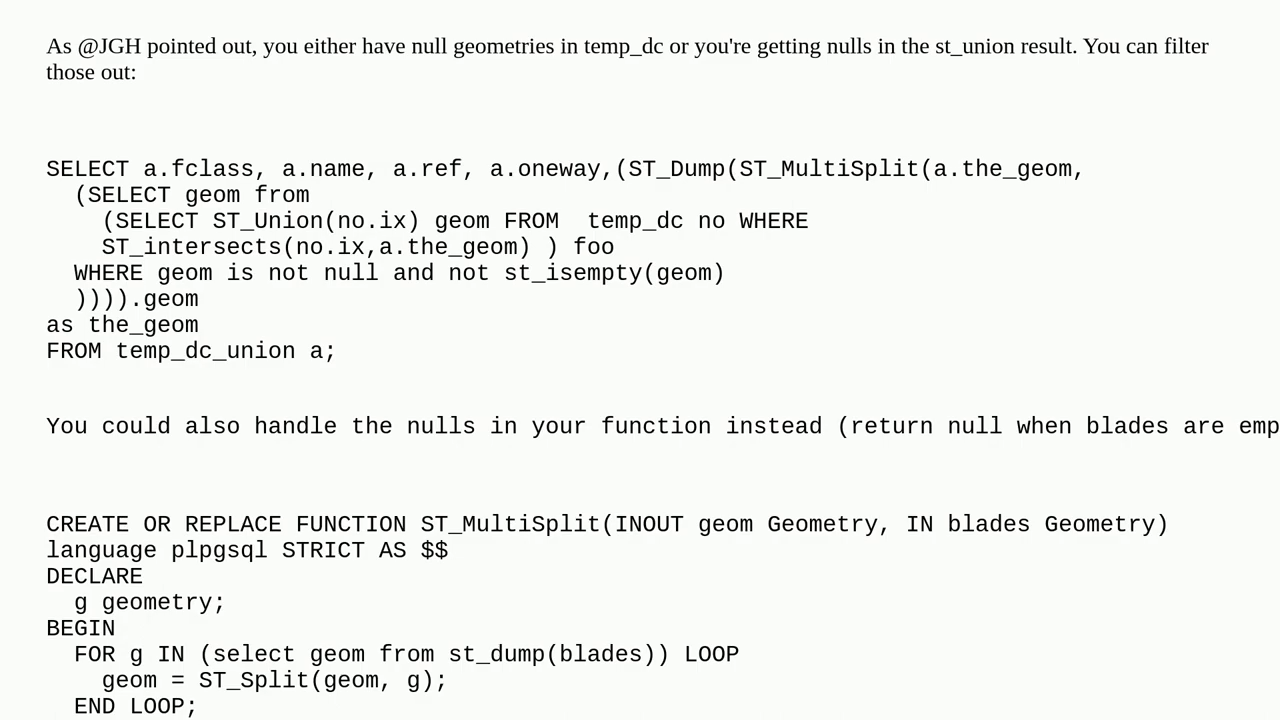 As @JGH pointed out, you either have null geometries in temp_dc or you're getting nulls in the st_union result. You can filter
those out:
SELECT a.fclass, a.name, a.ref, a.oneway,(ST_Dump(ST_MultiSplit(a.the_geom,
  (SELECT geom from
    (SELECT ST_Union(no.ix) geom FROM  temp_dc no WHERE
    ST_intersects(no.ix,a.the_geom) ) foo
  WHERE geom is not null and not st_isempty(geom)
  )))).geom
as the_geom
FROM temp_dc_union a;
You could also handle the nulls in your function instead (return null when blades are emp
CREATE OR REPLACE FUNCTION ST_MultiSplit(INOUT geom Geometry, IN blades Geometry)
language plpgsql STRICT AS $$
DECLARE
  g geometry;
BEGIN
  FOR g IN (select geom from st_dump(blades)) LOOP
    geom = ST_Split(geom, g);
  END LOOP;